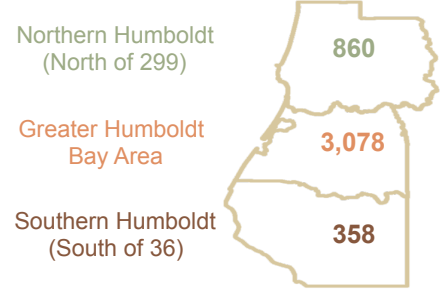 Northern Humboldt
(North of 299)
860
Greater Humboldt
Bay Area
3,078
Southern Humboldt
(South of 36)
358